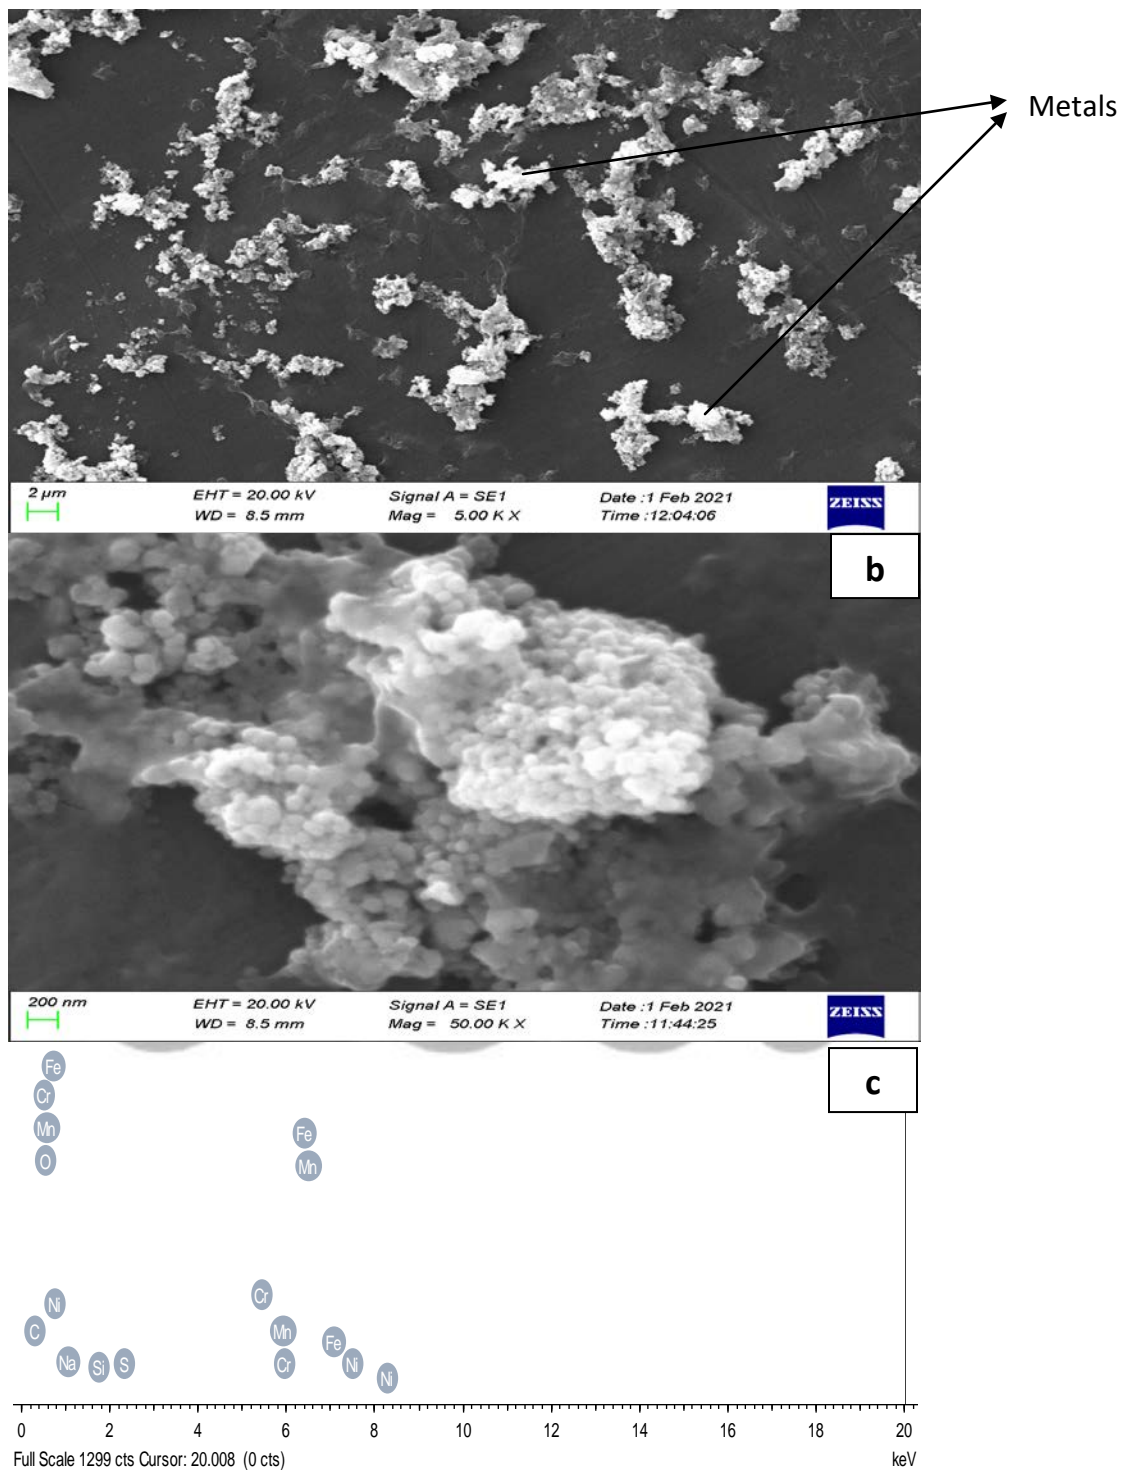 Metals
2 µm EHT = 20.00 kV Signal A = SE1 Date :1 Feb 2021 ZEISS
WD = 8.5 mm Mag = 5.00 K X Time :12:04:06
b
200 nm EHT = 20.00 kV Signal A = SE1 Date :1 Feb 2021 ZEISS
WD = 8.5 mm Mag = 50.00 K X Time :11:44:25
c
Fe
Cr
Mn Fe
O Mn
Ni Cr
C Mn Fe
Na Si S Cr Ni Ni
0 2 4 6 8 10 12 14 16 18 20
Full Scale 1299 cts Cursor: 20.008 (0 cts) keV